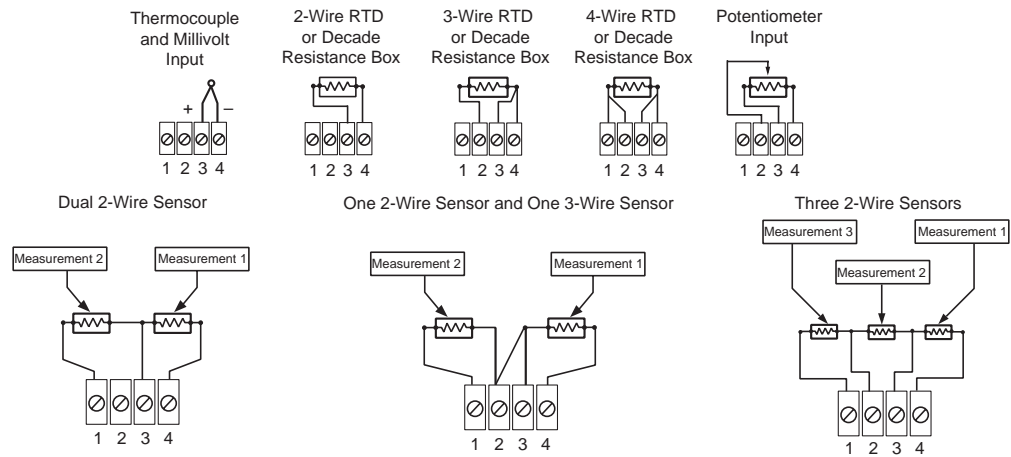 Thermocouple
and Millivolt
Input
2-Wire RTD
or Decade
Resistance Box
3-Wire RTD
or Decade
Resistance Box
4-Wire RTD
or Decade
Resistance Box
Potentiometer
Input
+ –
1 2 3 4
1 2 3 4
1 2 3 4
1 2 3 4
1 2 3 4
Dual 2-Wire Sensor
One 2-Wire Sensor and One 3-Wire Sensor
Three 2-Wire Sensors
Measurement 2
Measurement 1
1 2 3 4
Measurement 2
Measurement 1
1 2 3 4
Measurement 3
Measurement 1
Measurement 2
1 2 3 4